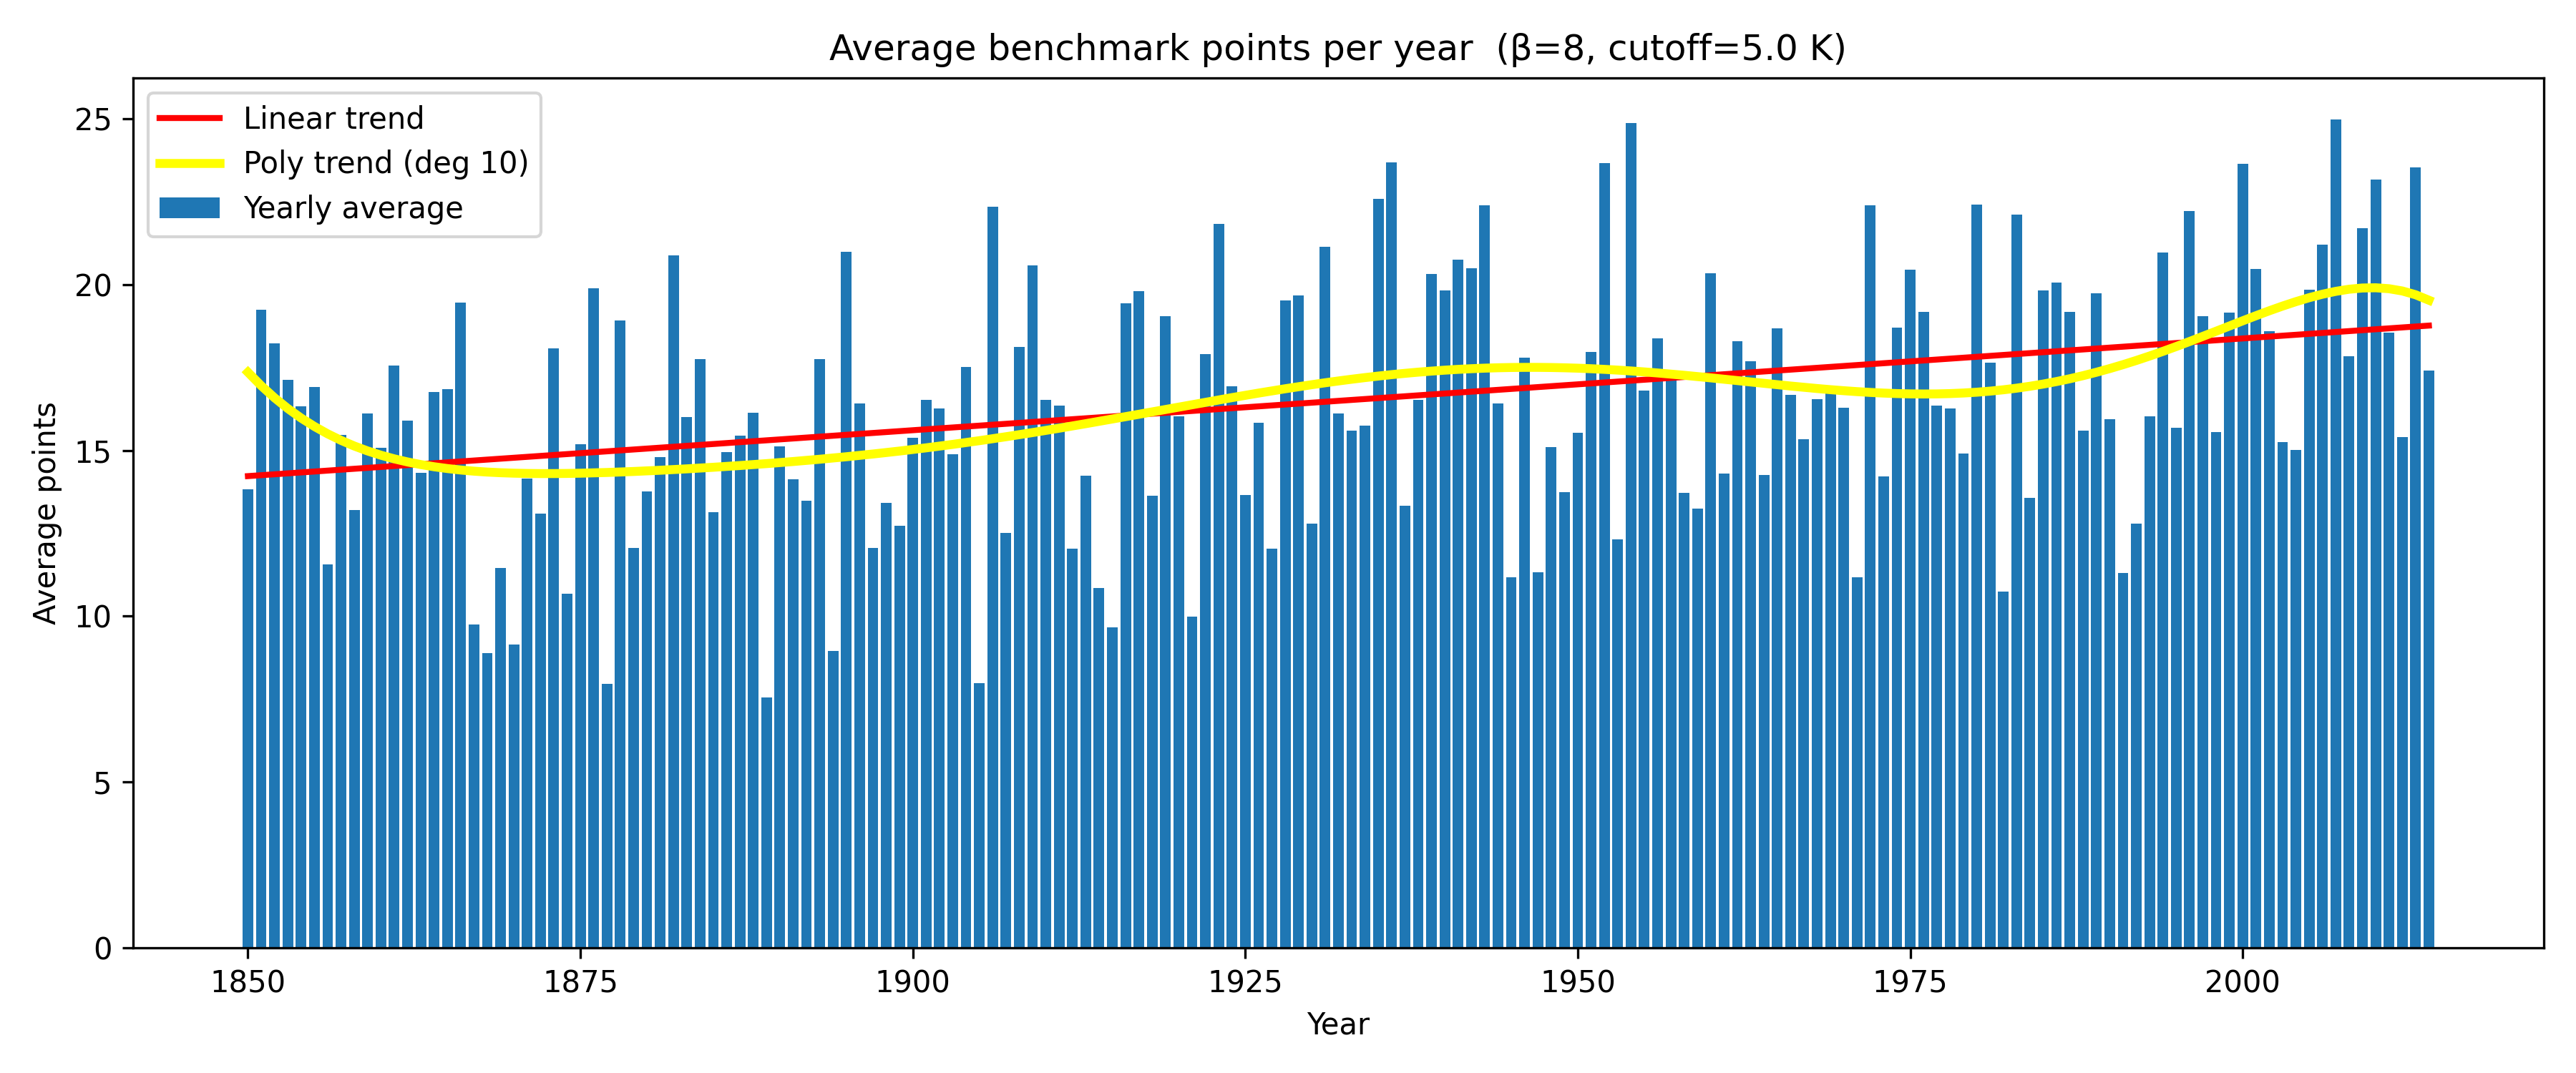 Average benchmark points per year  (β=8, cutoff=5.0 K)
Linear trend
Poly trend (deg 10)
Yearly average
Average points
25
20
15
10
5
0
1850
1875
1900
1925
1950
1975
2000
Year